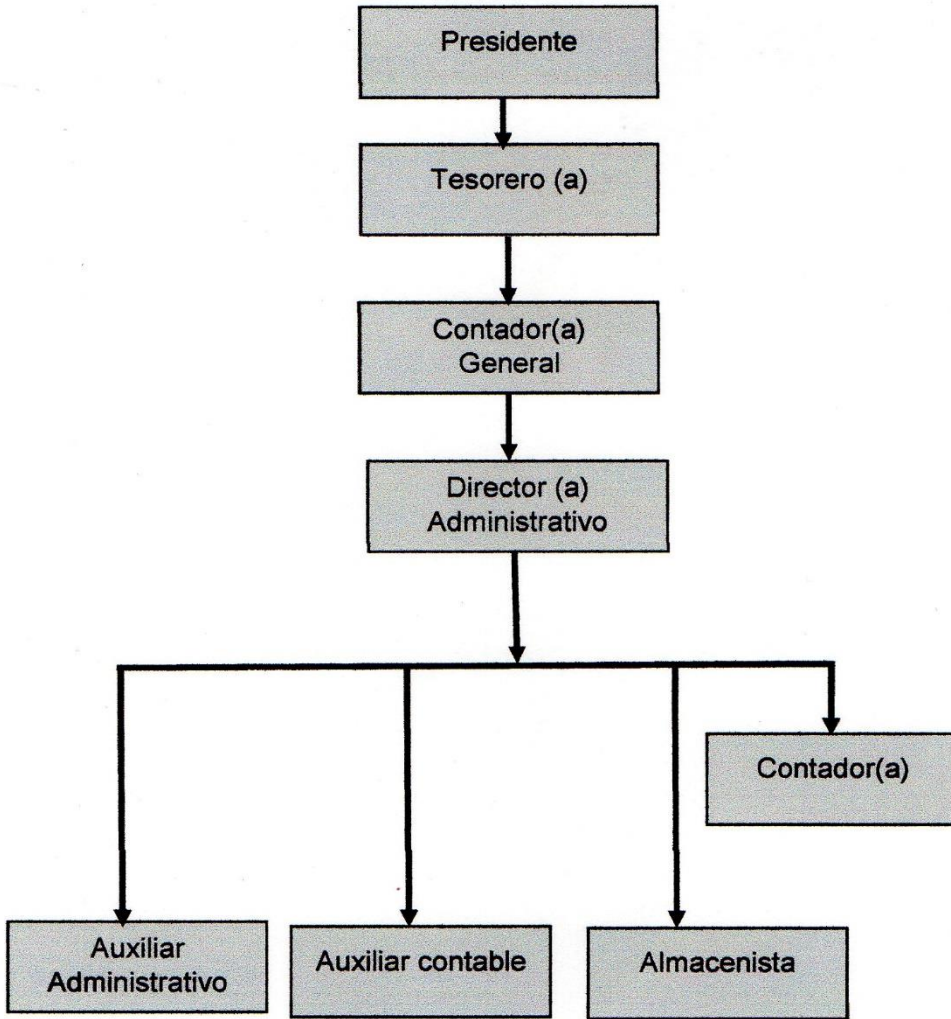 Presidente
Tesorero (a)
Contador(a)
General
Director (a)
Administrativo
Contador(a)
Auxiliar
Administrativo
Auxiliar contable
Almacenista